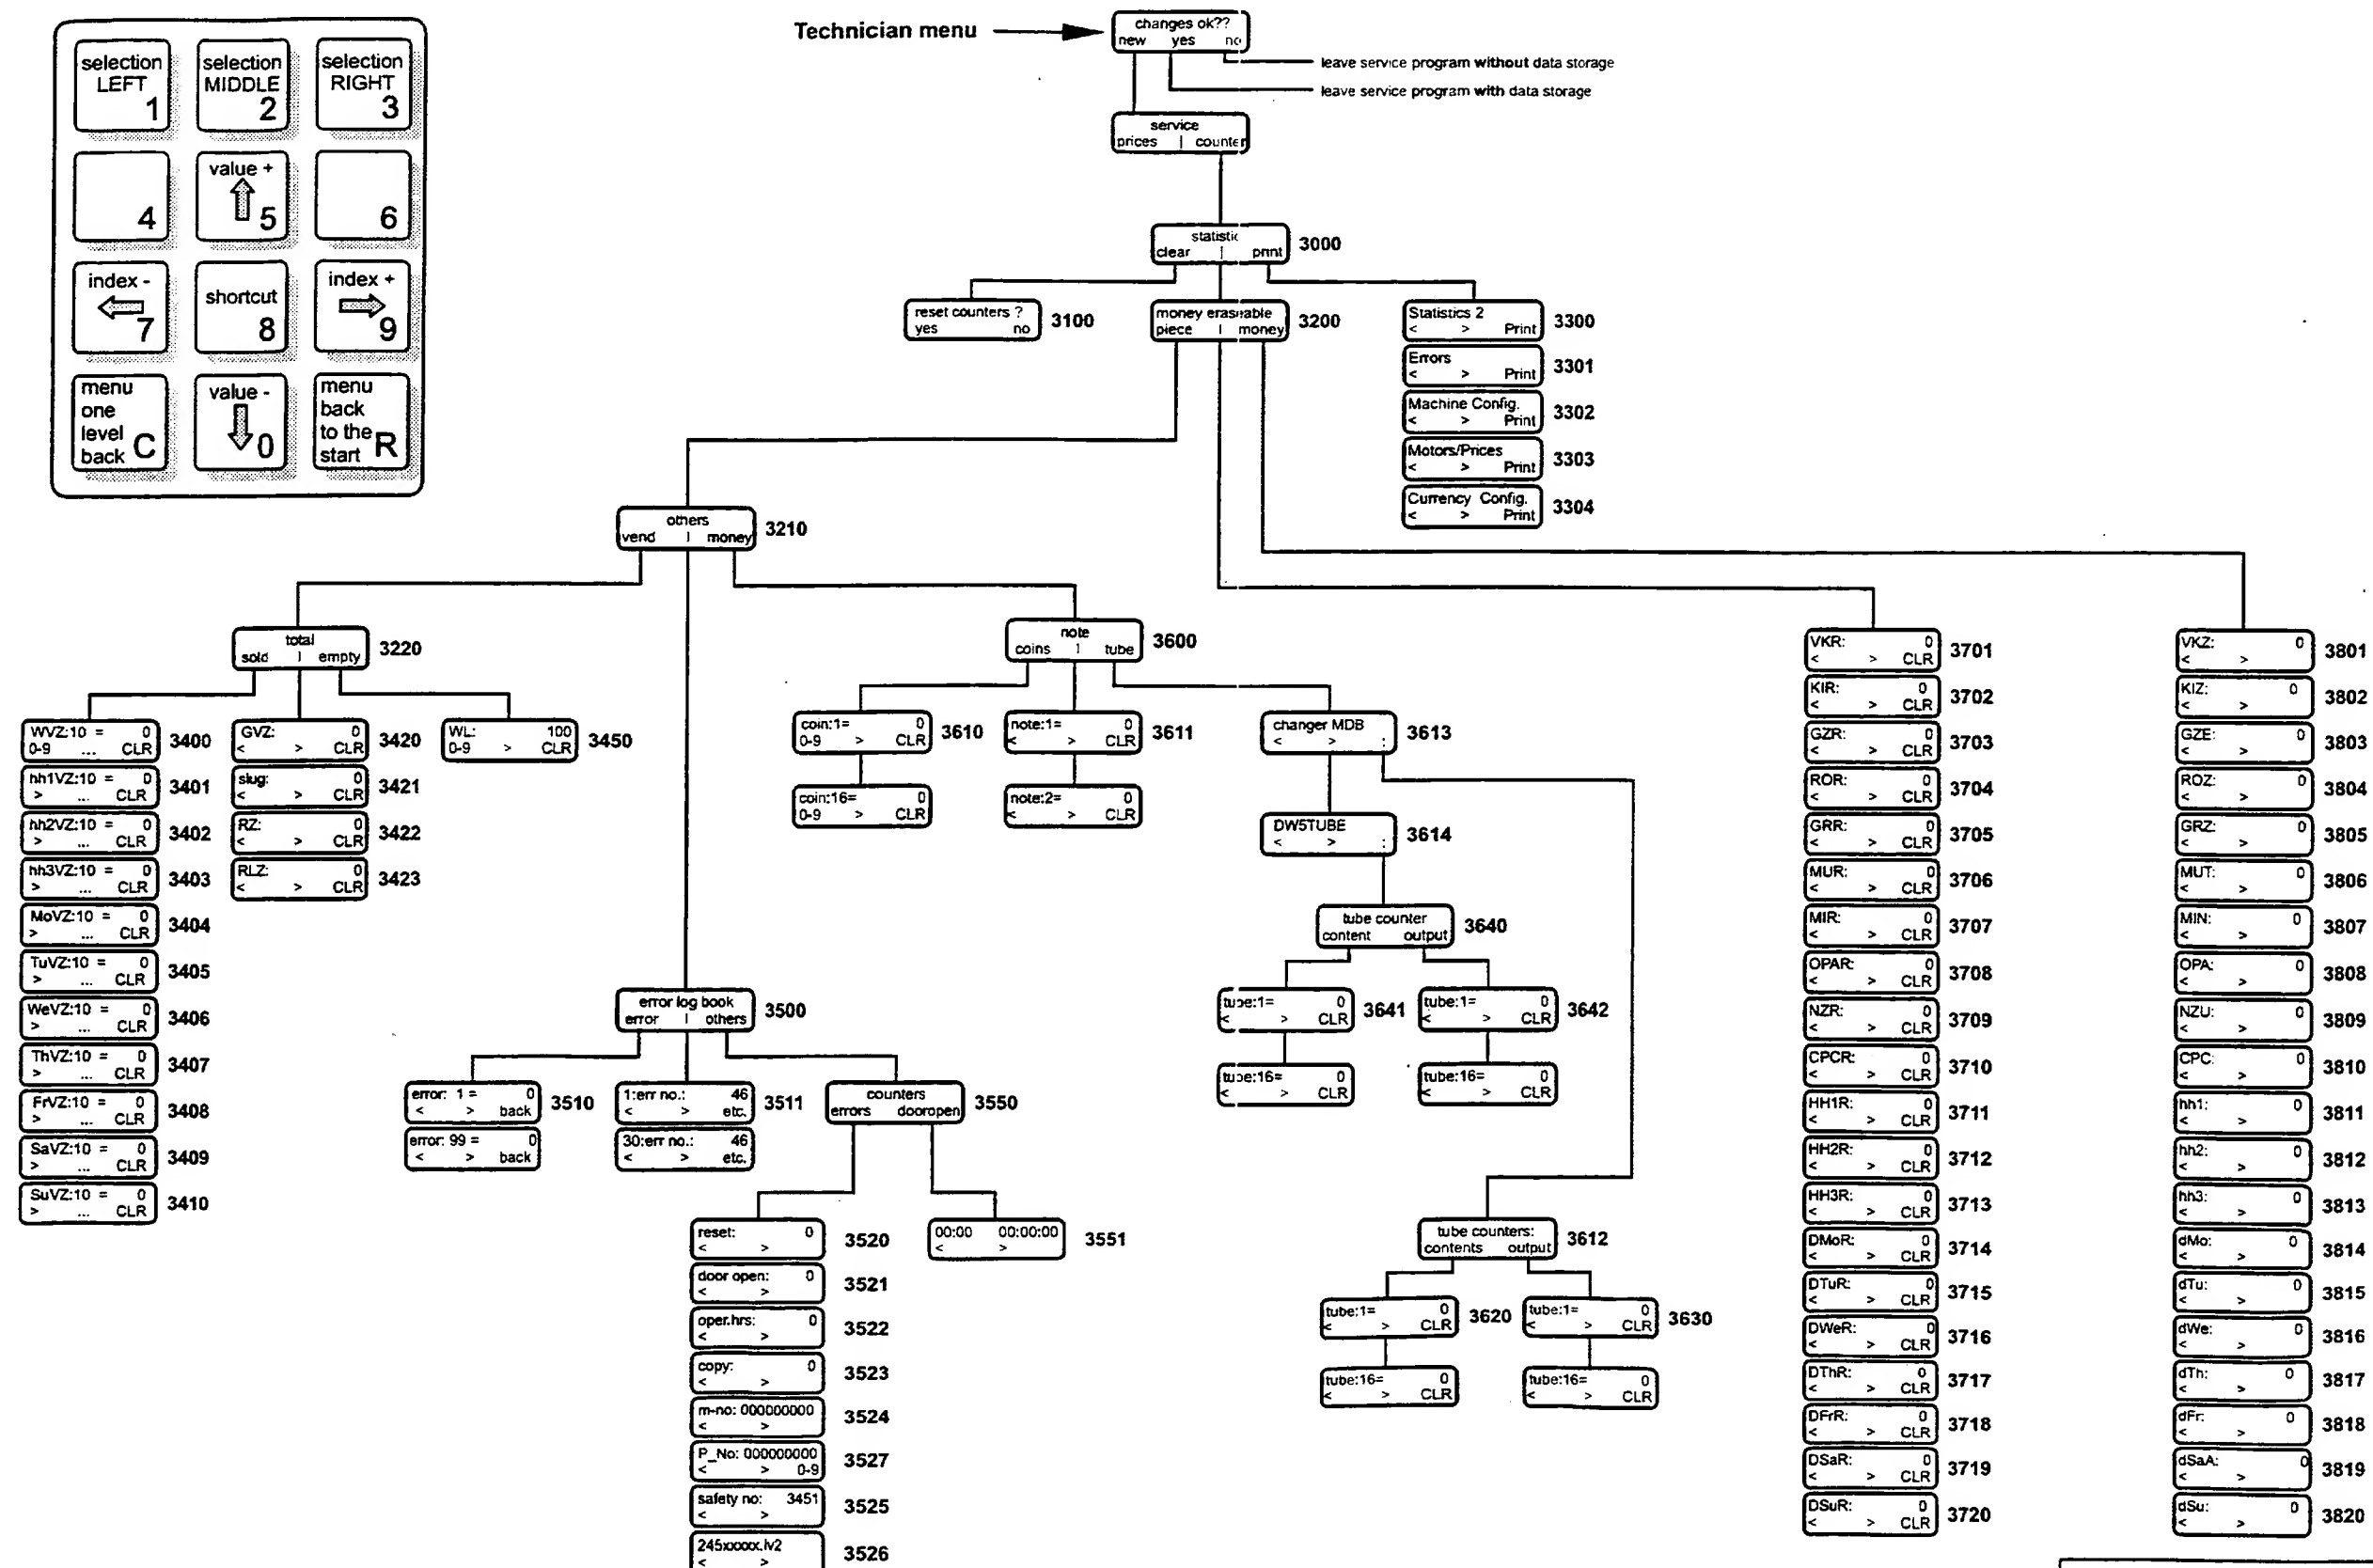 selection
LEFT
1
selection
MIDDLE
2
selection
RIGHT
3
4
value +
5
6
index -
7
shortcut
8
index +
9
menu
one
level
back C
value -
0
menu
back
to the
start R
Technician menu
changes ok??
new yes no
leave service program without data storage
leave service program with data storage
service
prices | counter
statistic
clear | print
3000
reset counters ?
yes no
3100
money eraseable
piece | money
3200
Statistics 2
< > Print
3300
Errors
< > Print
3301
Machine Config.
< > Print
3302
Motors/Prices
< > Print
3303
Currency Config.
< > Print
3304
others
vend | money
3210
total
sold | empty
3220
WVZ:10 = 0
0-9 ... CLR
3400
hh1VZ:10 = 0
> ... CLR
3401
hh2VZ:10 = 0
> ... CLR
3402
hh3VZ:10 = 0
> ... CLR
3403
MoVZ:10 = 0
> ... CLR
3404
TuVZ:10 = 0
> ... CLR
3405
WeVZ:10 = 0
> ... CLR
3406
ThVZ:10 = 0
> ... CLR
3407
FrVZ:10 = 0
> ... CLR
3408
SaVZ:10 = 0
> ... CLR
3409
SuVZ:10 = 0
> ... CLR
3410
GVZ: 0
< > CLR
3420
slug: 0
< > CLR
3421
RZ: 0
< > CLR
3422
RLZ: 0
< > CLR
3423
WL: 100
0-9 > CLR
3450
error log book
error | others
3500
error: 1 = 0
< > back
3510
error: 99 = 0
< > back
1:err no.: 46
< > etc.
3511
30:err no.: 46
< > etc.
counters
errors dooropen
3550
reset: 0
< >
3520
door open: 0
< >
3521
oper.hrs: 0
< >
3522
copy: 0
< >
3523
m-no: 000000000
< >
3524
P_No: 000000000
< > 0-9
3527
safety no: 3451
< >
3525
245xxxxx.lv2
< >
3526
00:00 00:00:00
< >
3551
note
coins | tube
3600
coin:1= 0
0-9 > CLR
3610
coin:16= 0
0-9 > CLR
note:1= 0
< > CLR
3611
note:2= 0
< > CLR
changer MDB
< > :
3613
DW5TUBE
< > :
3614
tube counter
content output
3640
tube:1= 0
< > CLR
3641
tube:16= 0
< > CLR
tube:1= 0
< > CLR
3642
tube:16= 0
< > CLR
tube counters:
contents output
3612
tube:1= 0
< > CLR
3620
tube:16= 0
< > CLR
tube:1= 0
< > CLR
3630
tube:16= 0
< > CLR
VKR: 0
< > CLR
3701
KIR: 0
< > CLR
3702
GZR: 0
< > CLR
3703
ROR: 0
< > CLR
3704
GRR: 0
< > CLR
3705
MUR: 0
< > CLR
3706
MIR: 0
< > CLR
3707
OPAR: 0
< > CLR
3708
NZR: 0
< > CLR
3709
CPCR: 0
< > CLR
3710
HH1R: 0
< > CLR
3711
HH2R: 0
< > CLR
3712
HH3R: 0
< > CLR
3713
DMoR: 0
< > CLR
3714
DTuR: 0
< > CLR
3715
DWeR: 0
< > CLR
3716
DThR: 0
< > CLR
3717
DFrR: 0
< > CLR
3718
DSaR: 0
< > CLR
3719
DSuR: 0
< > CLR
3720
VKZ: 0
< >
3801
KIZ: 0
< >
3802
GZE: 0
< >
3803
ROZ: 0
< >
3804
GRZ: 0
< >
3805
MUT: 0
< >
3806
MIN: 0
< >
3807
OPA: 0
< >
3808
NZU: 0
< >
3809
CPC: 0
< >
3810
hh1: 0
< >
3811
hh2: 0
< >
3812
hh3: 0
< >
3813
dMo: 0
< >
3814
dTu: 0
< >
3815
dWe: 0
< >
3816
dTh: 0
< >
3817
dFr: 0
< >
3818
dSaA: 0
< >
3819
dSu: 0
< >
3820